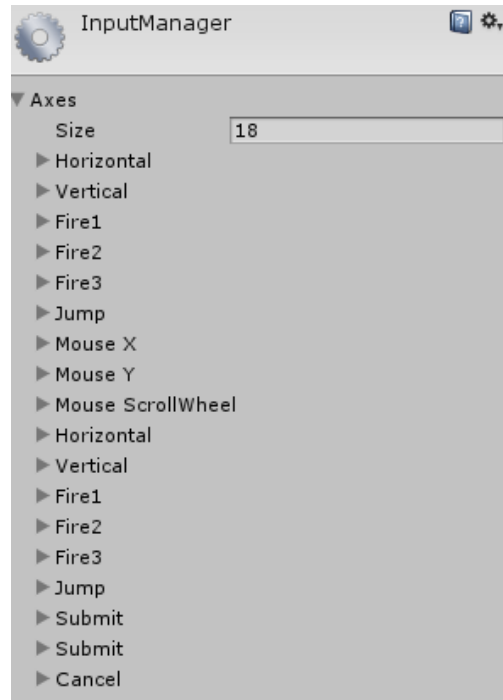 InputManager
Axes
Size 18
Horizontal
Vertical
Fire1
Fire2
Fire3
Jump
Mouse X
Mouse Y
Mouse ScrollWheel
Horizontal
Vertical
Fire1
Fire2
Fire3
Jump
Submit
Submit
Cancel